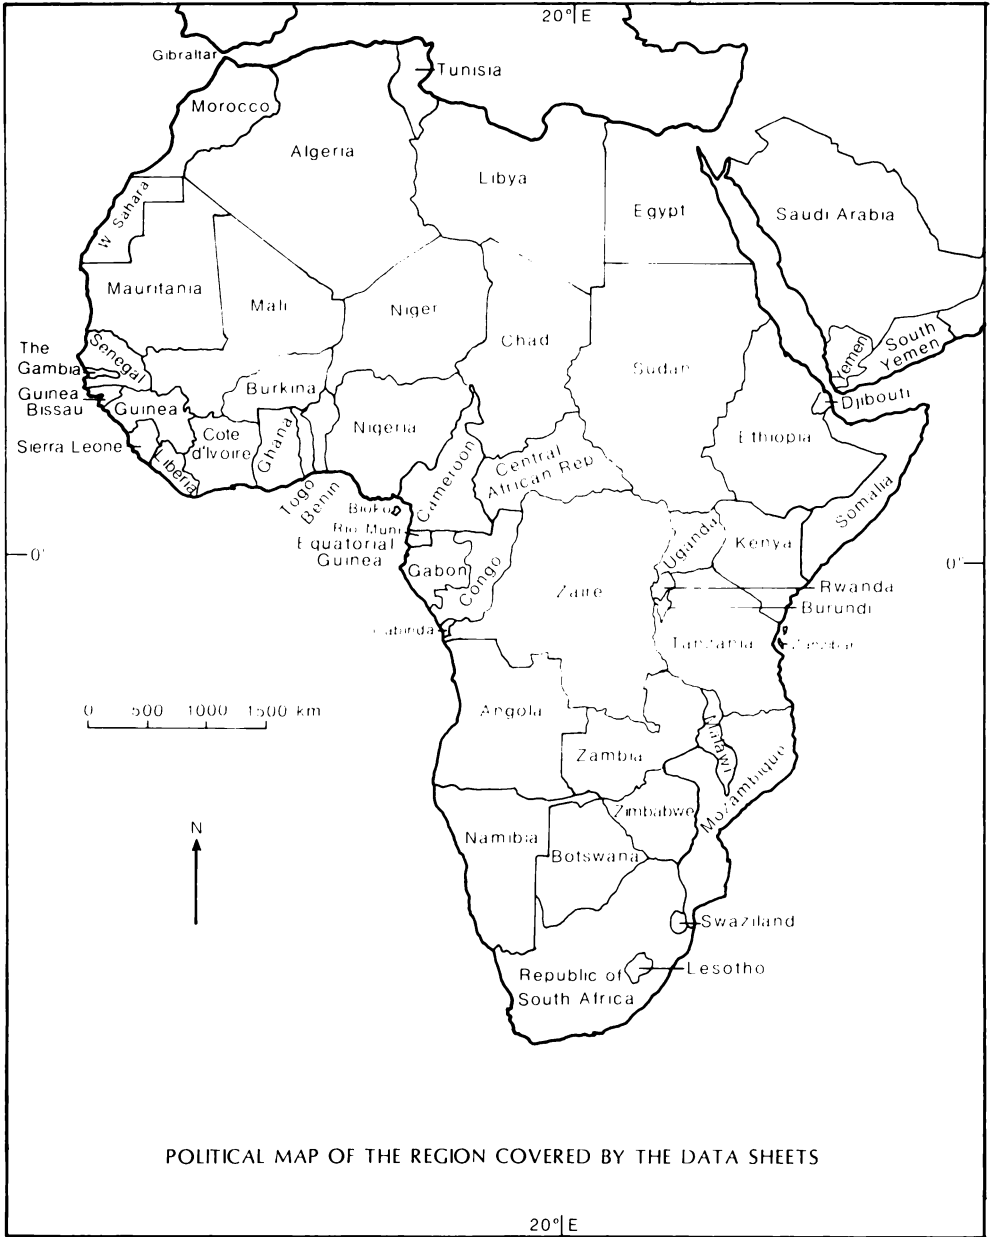 20° E
Gibraltar
Tunisia
Morocco
Algeria
Libya
Egypt
Saudi Arabia
W Sahara
Mauritania
Mali
Niger
Chad
Sudan
Yemen
South
Yemen
The
Gambia
Senegal
Guinea
Bissau
Guinea
Burkina
Djibouti
Sierra Leone
Liberia
Cote
d'Ivoire
Ghana
Togo
Benin
Nigeria
Cameroon
Central
African Rep
Ethiopia
Somalia
Bioko
Rio Muni
Equatorial
Guinea
0°
Gabon
Congo
Zaire
Uganda
Kenya
0°
Rwanda
Burundi
Cabinda
Tanzania
Zanzibar
0 500 1000 1500 km
Angola
Zambia
Malawi
Mozambique
N
Namibia
Zimbabwe
Botswana
Swaziland
Republic of
South Africa
Lesotho
POLITICAL MAP OF THE REGION COVERED BY THE DATA SHEETS
20° E